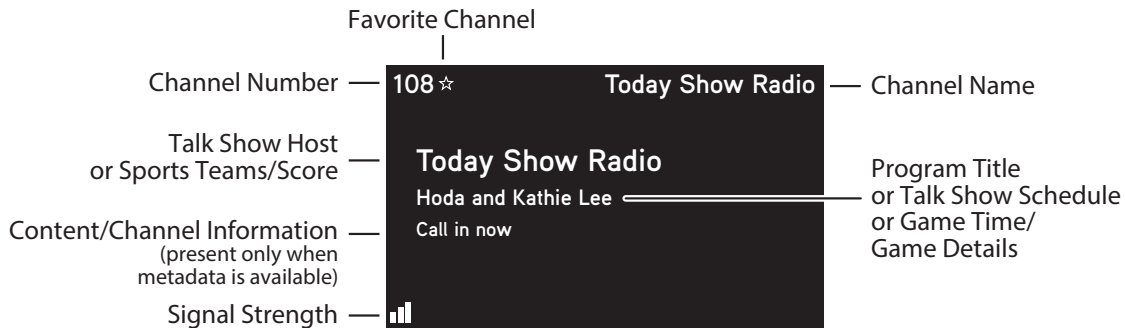 Favorite Channel
Channel Number
108☆
Today Show Radio
Channel Name
Talk Show Host
or Sports Teams/Score
Today Show Radio
Hoda and Kathie Lee
Program Title
or Talk Show Schedule
or Game Time/
Game Details
Content/Channel Information
(present only when
metadata is available)
Call in now
Signal Strength